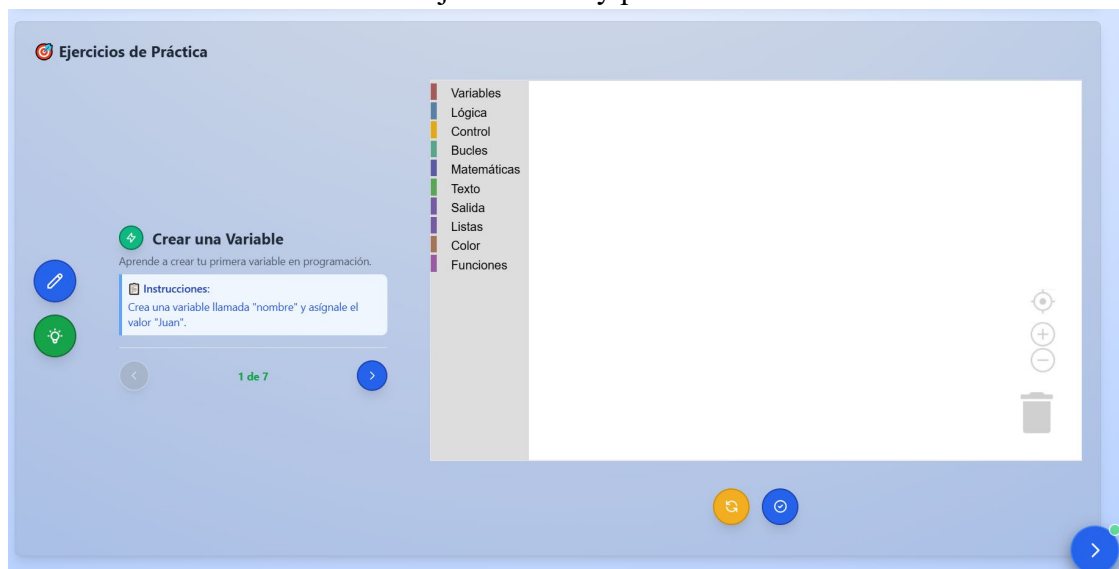 Ejercicios de Práctica
Variables
Lógica
Control
Bucles
Matemáticas
Texto
Salida
Listas
Color
Funciones
Crear una Variable
Aprende a crear tu primera variable en programación.
Instrucciones:
Crea una variable llamada "nombre" y asígnale el
valor "Juan".
1 de 7